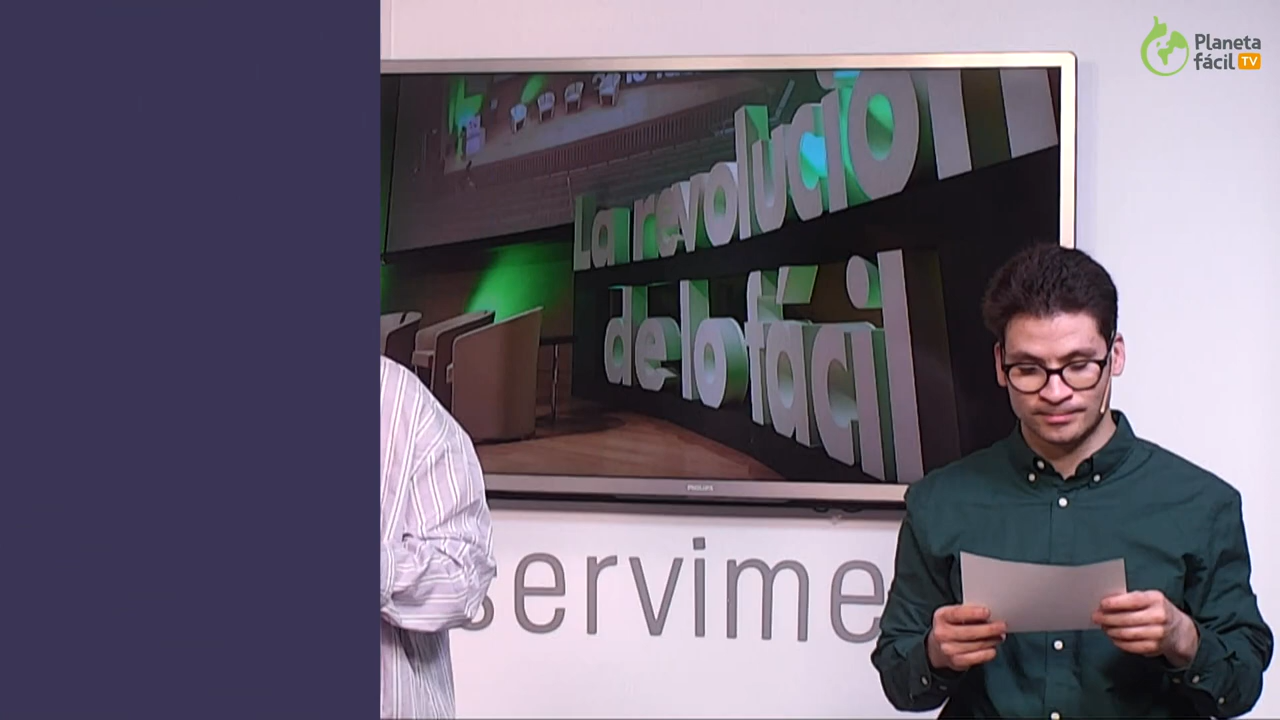 Planeta
fácil TV
La revolución
de lo fácil
PHILIPS
servime